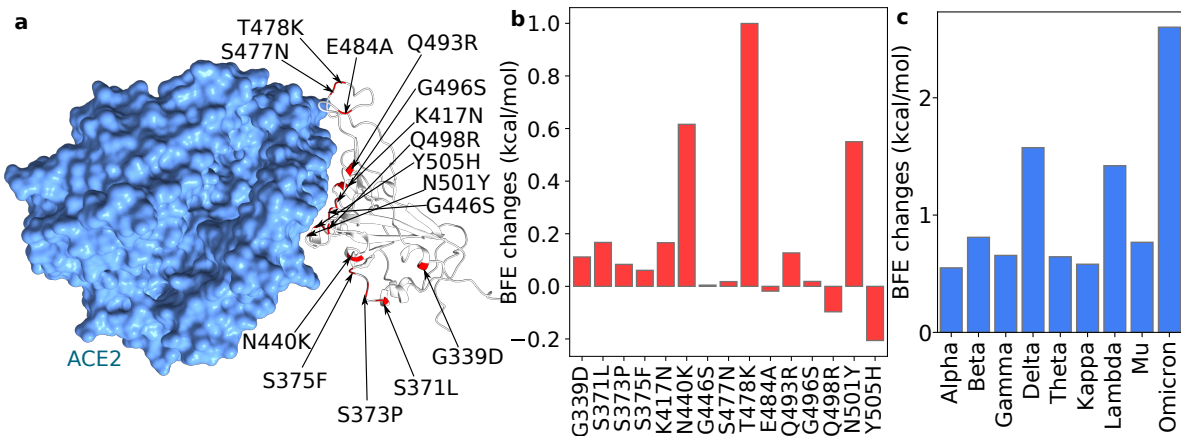 a
T478K
S477N
E484A
Q493R
G496S
K417N
Q498R
Y505H
N501Y
G446S
N440K
S375F
S373P
S371L
G339D
ACE2
b
BFE changes (kcal/mol)
1.0
0.8
0.6
0.4
0.2
0.0
−0.2
G339D
S371L
S373P
S375F
K417N
N440K
G446S
S477N
T478K
E484A
Q493R
G496S
Q498R
N501Y
Y505H
c
BFE changes (kcal/mol)
2
1
0
Alpha
Beta
Gamma
Delta
Theta
Kappa
Lambda
Mu
Omicron